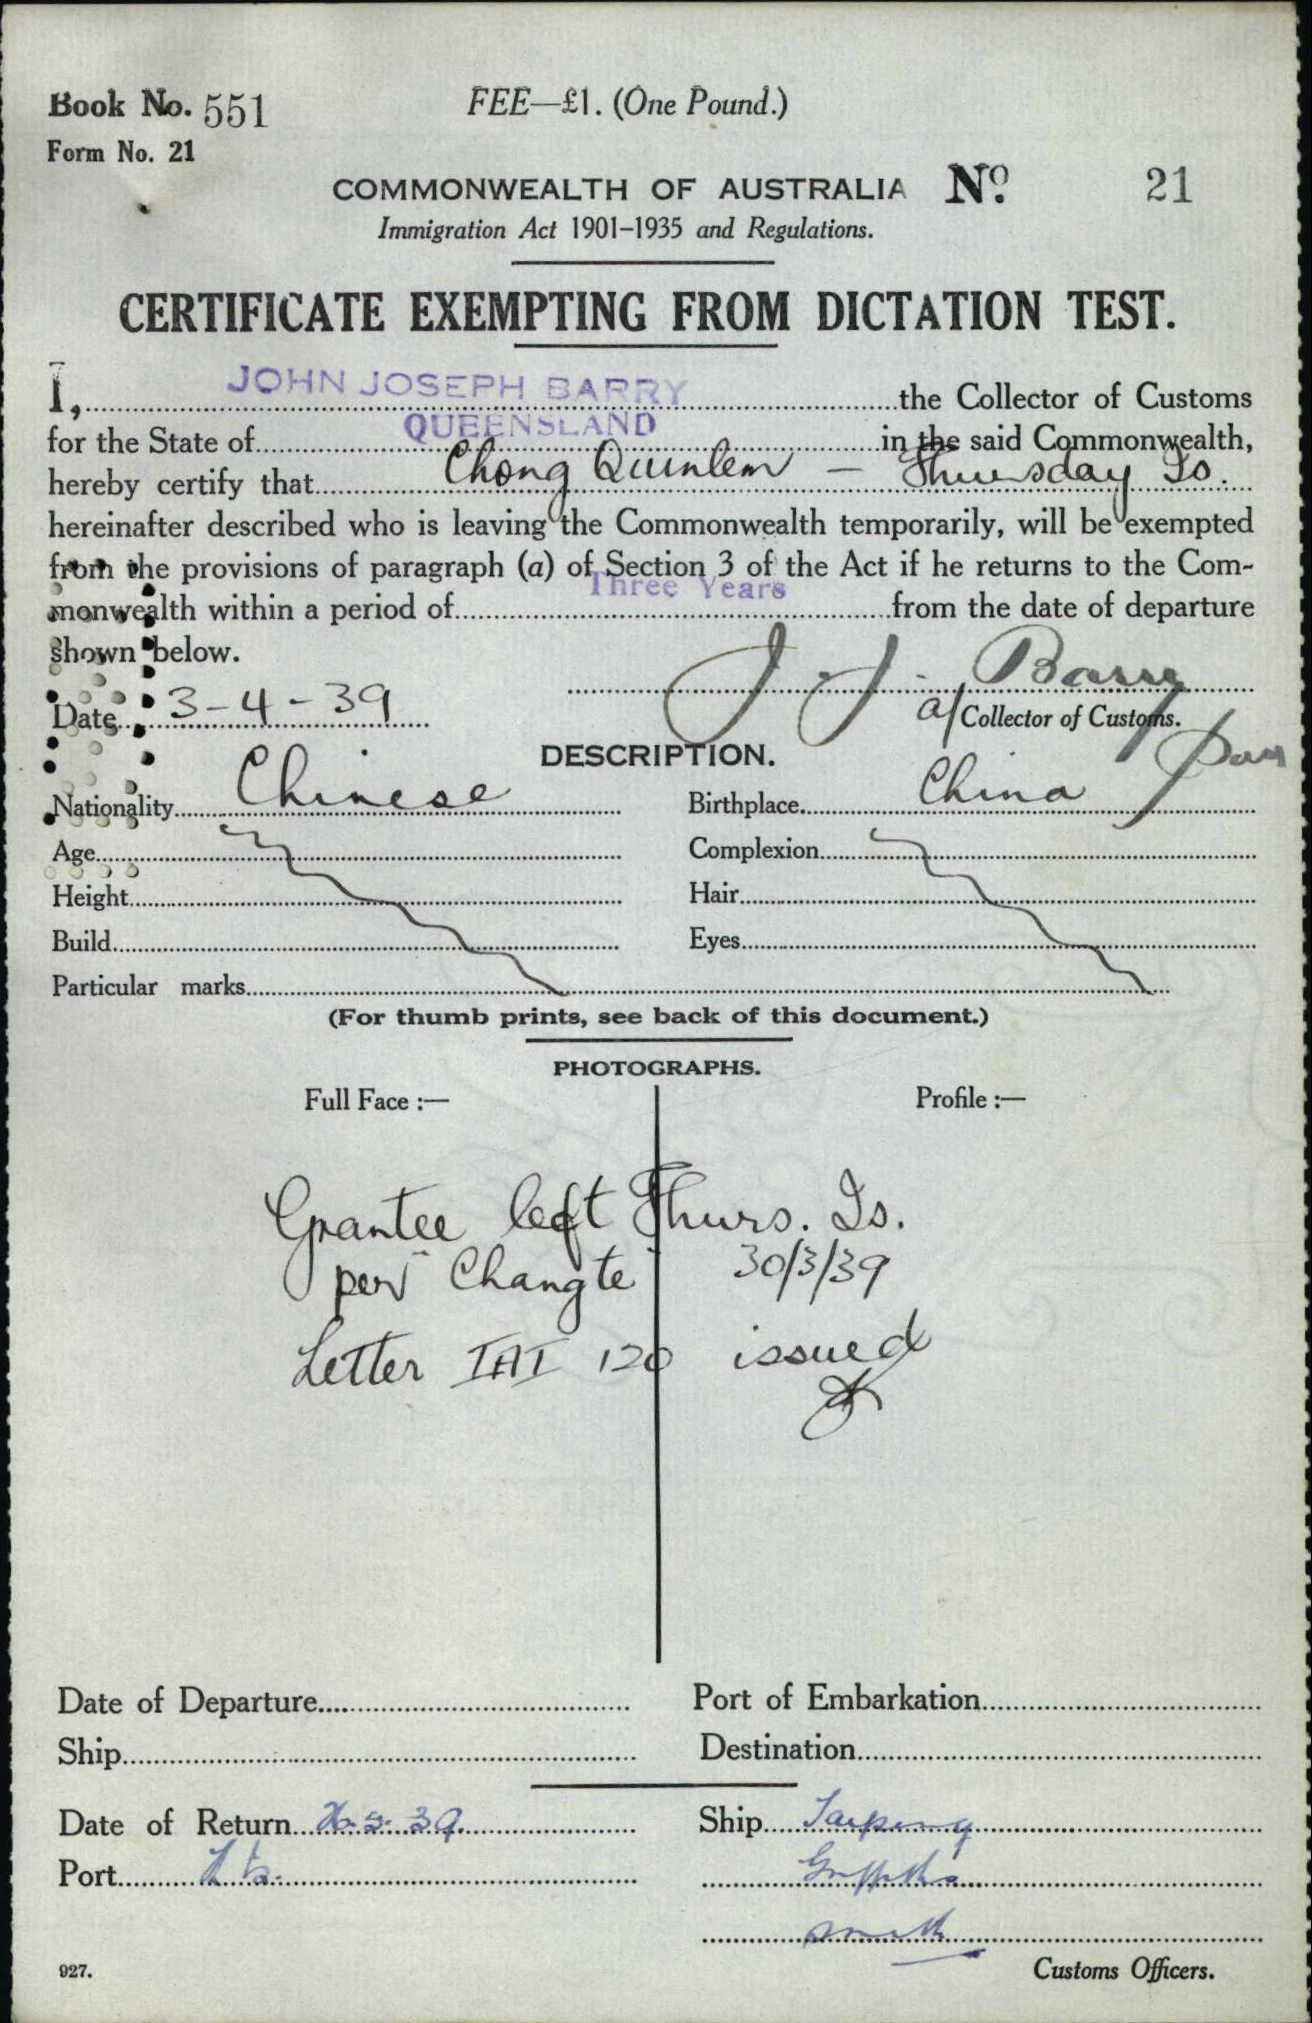 Book No. 551
FEE—£1. (One Pound.)
Form No. 21
COMMONWEALTH OF AUSTRALIA No. 21
Immigration Act 1901-1935 and Regulations.
CERTIFICATE EXEMPTING FROM DICTATION TEST.
I, JOHN JOSEPH BARRY the Collector of Customs
for the State of QUEENSLAND in the said Commonwealth,
hereby certify that Chong Quinlem — Thursday Is.
hereinafter described who is leaving the Commonwealth temporarily, will be exempted
from the provisions of paragraph (a) of Section 3 of the Act if he returns to the Com-
monwealth within a period of Three Years from the date of departure
shown below.
J. J. Barry
Date 3-4-39
a/ Collector of Customs.
DESCRIPTION.
Nationality Chinese Birthplace China
Age Complexion
Height Hair
Build Eyes
Particular marks
(For thumb prints, see back of this document.)
PHOTOGRAPHS.
Full Face :— Profile :—
Grantee left Thurs. Is.
per "Changte" 30/3/39
Letter IAI 120 issued
Date of Departure Port of Embarkation
Ship Destination
Date of Return 5.39 Ship Taiping
Port Griffiths
Smith
927. Customs Officers.